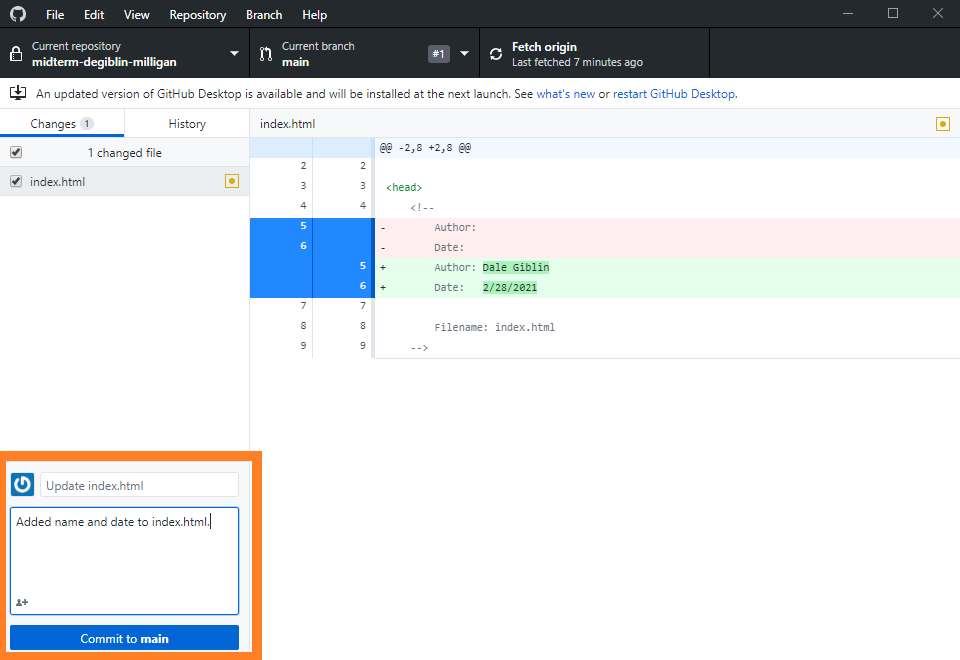 File Edit View Repository Branch Help
Current repository
midterm-degiblin-milligan
Current branch
main
#1
Fetch origin
Last fetched 7 minutes ago
An updated version of GitHub Desktop is available and will be installed at the next launch. See what's new or restart GitHub Desktop.
Changes 1
History
index.html
1 changed file
index.html
@@ -2,8 +2,8 @@
2 2
3 3 <head>
4 4 <!--
5 - Author:
6 - Date:
5 + Author: Dale Giblin
6 + Date: 2/28/2021
7 7
8 8 Filename: index.html
9 9 -->
Update index.html
Added name and date to index.html.
Commit to main